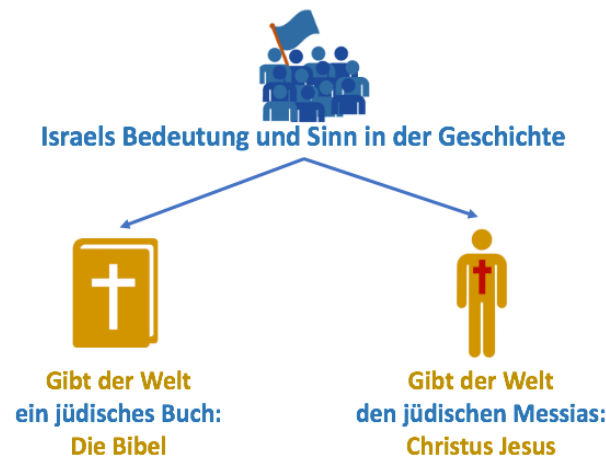 Israels Bedeutung und Sinn in der Geschichte
Gibt der Welt
ein jüdisches Buch:
Die Bibel
Gibt der Welt
den jüdischen Messias:
Christus Jesus